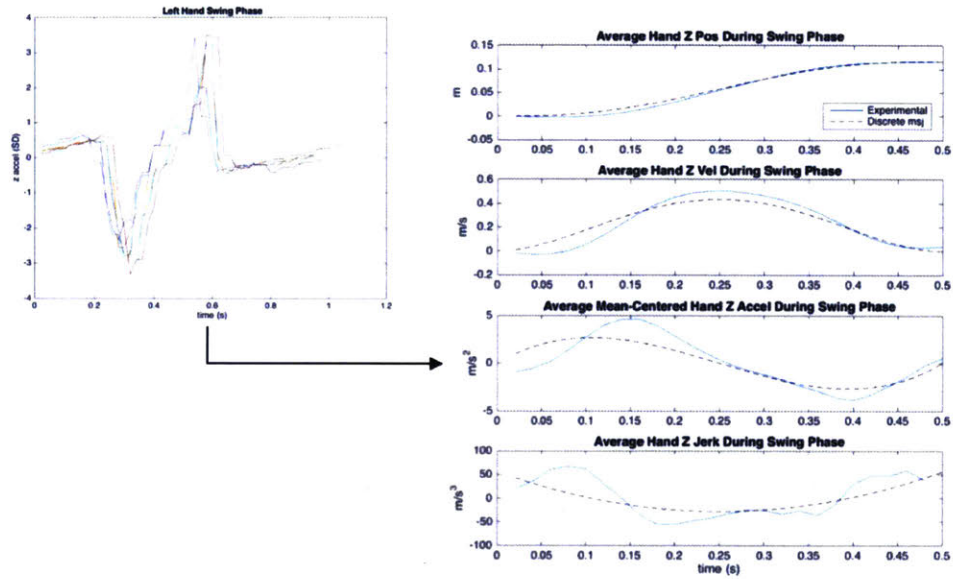 Left Hand Swing Phase
z accel (SD)
4
3
2
1
0
-1
-2
-3
-4
0 0.2 0.4 0.6 0.8 1 1.2
time (s)
Average Hand Z Pos During Swing Phase
m
0.15
0.1
0.05
0
-0.05
Experimental
Discrete msj
0 0.05 0.1 0.15 0.2 0.25 0.3 0.35 0.4 0.45 0.5
Average Hand Z Vel During Swing Phase
m/s
0.6
0.4
0.2
0
-0.2
0 0.05 0.1 0.15 0.2 0.25 0.3 0.35 0.4 0.45 0.5
Average Mean-Centered Hand Z Accel During Swing Phase
m/s²
5
0
-5
0 0.05 0.1 0.15 0.2 0.25 0.3 0.35 0.4 0.45 0.5
Average Hand Z Jerk During Swing Phase
m/s³
100
50
0
-50
-100
0 0.05 0.1 0.15 0.2 0.25 0.3 0.35 0.4 0.45 0.5
time (s)